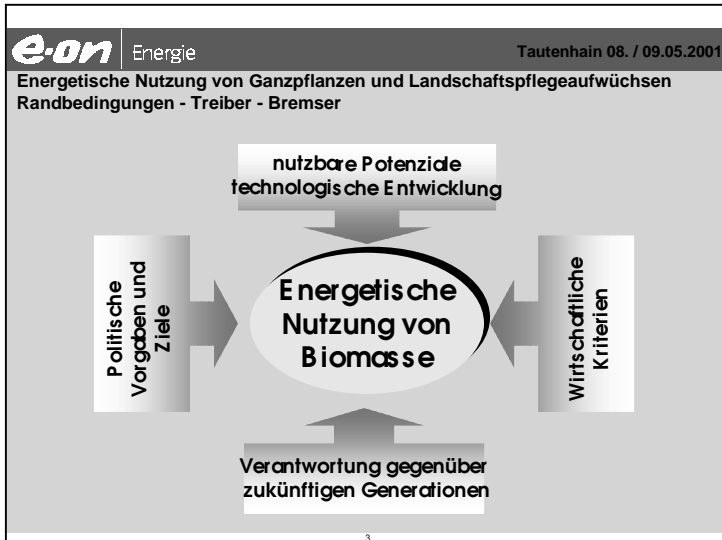 e·on Energie
Tautenhain 08. / 09.05.2001
Energetische Nutzung von Ganzpflanzen und Landschaftspflegeaufwüchsen
Randbedingungen - Treiber - Bremser
nutzbare Potenziale
technologische Entwicklung
Politische
Vorgaben und
Ziele
Energetische
Nutzung von
Biomasse
Wirtschaftliche
Kriterien
Verantwortung gegenüber
zukünftigen Generationen
3